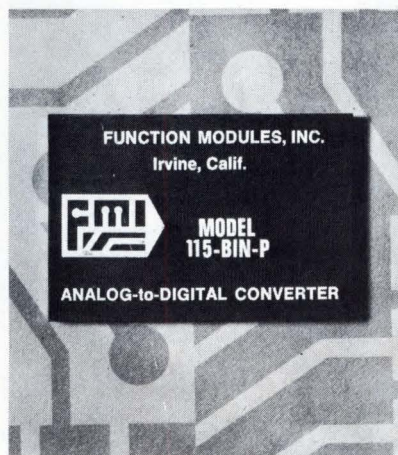 FUNCTION MODULES, INC.
Irvine, Calif.
FMI
MODEL
115-BIN-P
ANALOG-to-DIGITAL CONVERTER